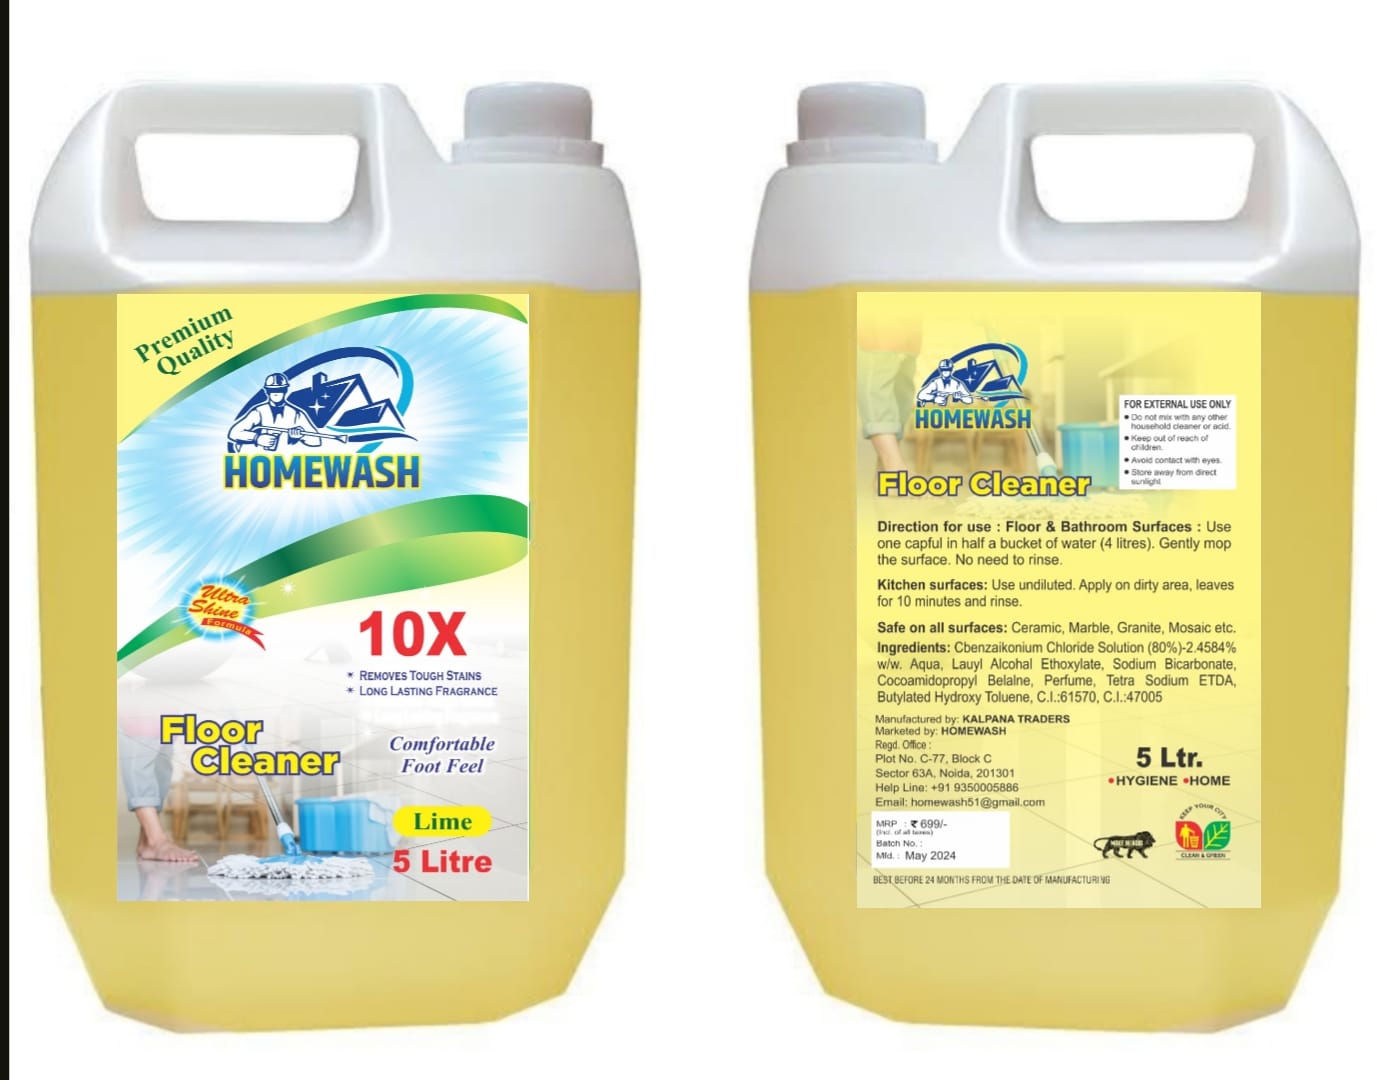 Premium
Quality
HOMEWASH
Ultra
Shine
Formula
10X
* REMOVES TOUGH STAINS
* LONG LASTING FRAGRANCE
Floor
Cleaner
Comfortable
Foot Feel
Lime
5 Litre
HOMEWASH
FOR EXTERNAL USE ONLY
• Do not mix with any other
household cleaner or acid.
• Keep out of reach of
children.
• Avoid contact with eyes.
• Store away from direct
sunlight
Floor Cleaner
Direction for use : Floor & Bathroom Surfaces : Use
one capful in half a bucket of water (4 litres). Gently mop
the surface. No need to rinse.
Kitchen surfaces: Use undiluted. Apply on dirty area, leaves
for 10 minutes and rinse.
Safe on all surfaces: Ceramic, Marble, Granite, Mosaic etc.
Ingredients: Cbenzaikonium Chloride Solution (80%)-2.4584%
w/w. Aqua, Lauyl Alcohal Ethoxylate, Sodium Bicarbonate,
Cocoamidopropyl Belalne, Perfume, Tetra Sodium ETDA,
Butylated Hydroxy Toluene, C.I.:61570, C.I.:47005
Manufactured by: KALPANA TRADERS
Marketed by: HOMEWASH
Regd. Office :
Plot No. C-77, Block C
Sector 63A, Noida, 201301
Help Line: +91 9350005886
Email: homewash51@gmail.com
5 Ltr.
•HYGIENE •HOME
MRP : ₹ 699/-
(Incl. of all taxes)
Batch No. :
Mfd. : May 2024
KEEP YOUR CITY
CLEAN & GREEN
BEST BEFORE 24 MONTHS FROM THE DATE OF MANUFACTURING